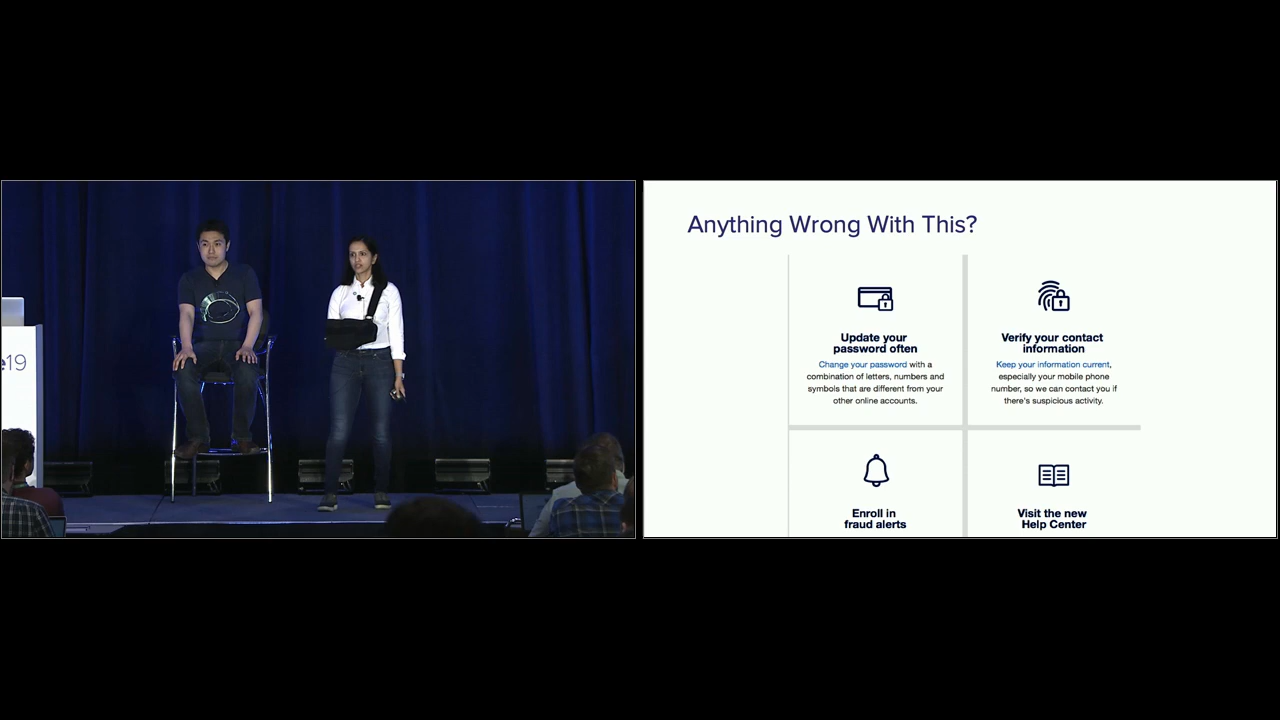 e19
Anything Wrong With This?
Update your
password often
Change your password with a
combination of letters, numbers and
symbols that are different from your
other online accounts.
Verify your contact
information
Keep your information current,
especially your mobile phone
number, so we can contact you if
there's suspicious activity.
Enroll in
fraud alerts
Visit the new
Help Center